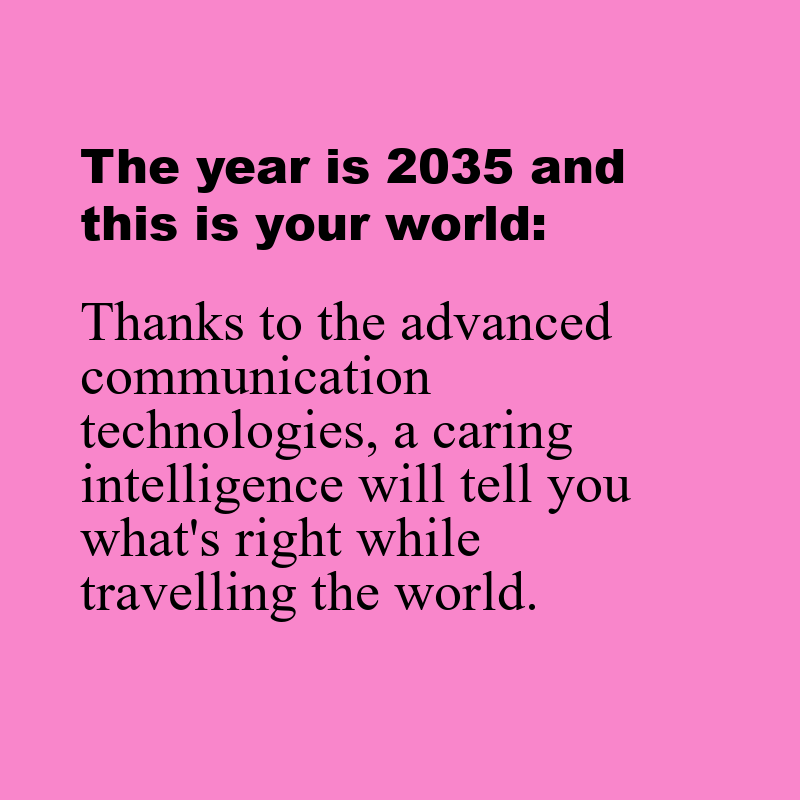 The year is 2035 and
this is your world:
Thanks to the advanced
communication
technologies, a caring
intelligence will tell you
what's right while
travelling the world.